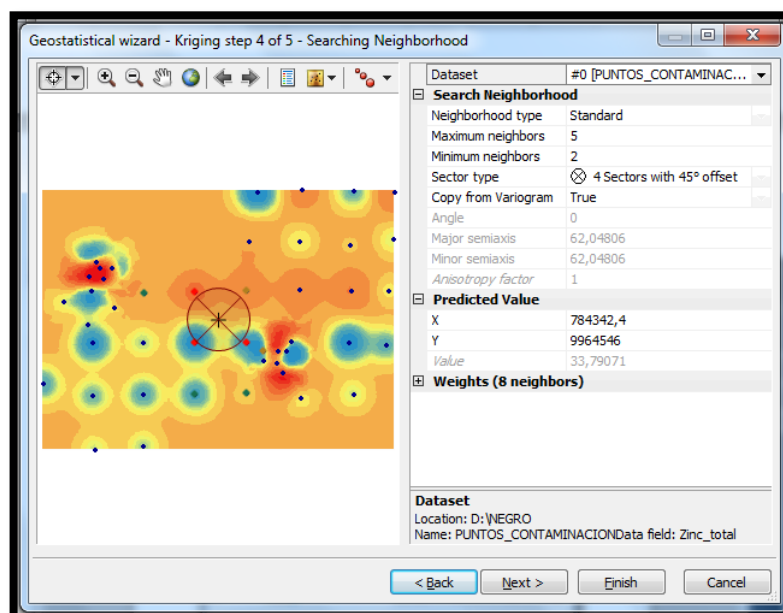 Geostatistical wizard - Kriging step 4 of 5 - Searching Neighborhood
Dataset #0 [PUNTOS_CONTAMINAC...
Search Neighborhood
Neighborhood type Standard
Maximum neighbors 5
Minimum neighbors 2
Sector type 4 Sectors with 45° offset
Copy from Variogram True
Angle 0
Major semiaxis 62,04806
Minor semiaxis 62,04806
Anisotropy factor 1
Predicted Value
X 784342,4
Y 9964546
Value 33,79071
Weights (8 neighbors)
Dataset
Location: D:\NEGRO
Name: PUNTOS_CONTAMINACIONData field: Zinc_total
< Back Next > Finish Cancel